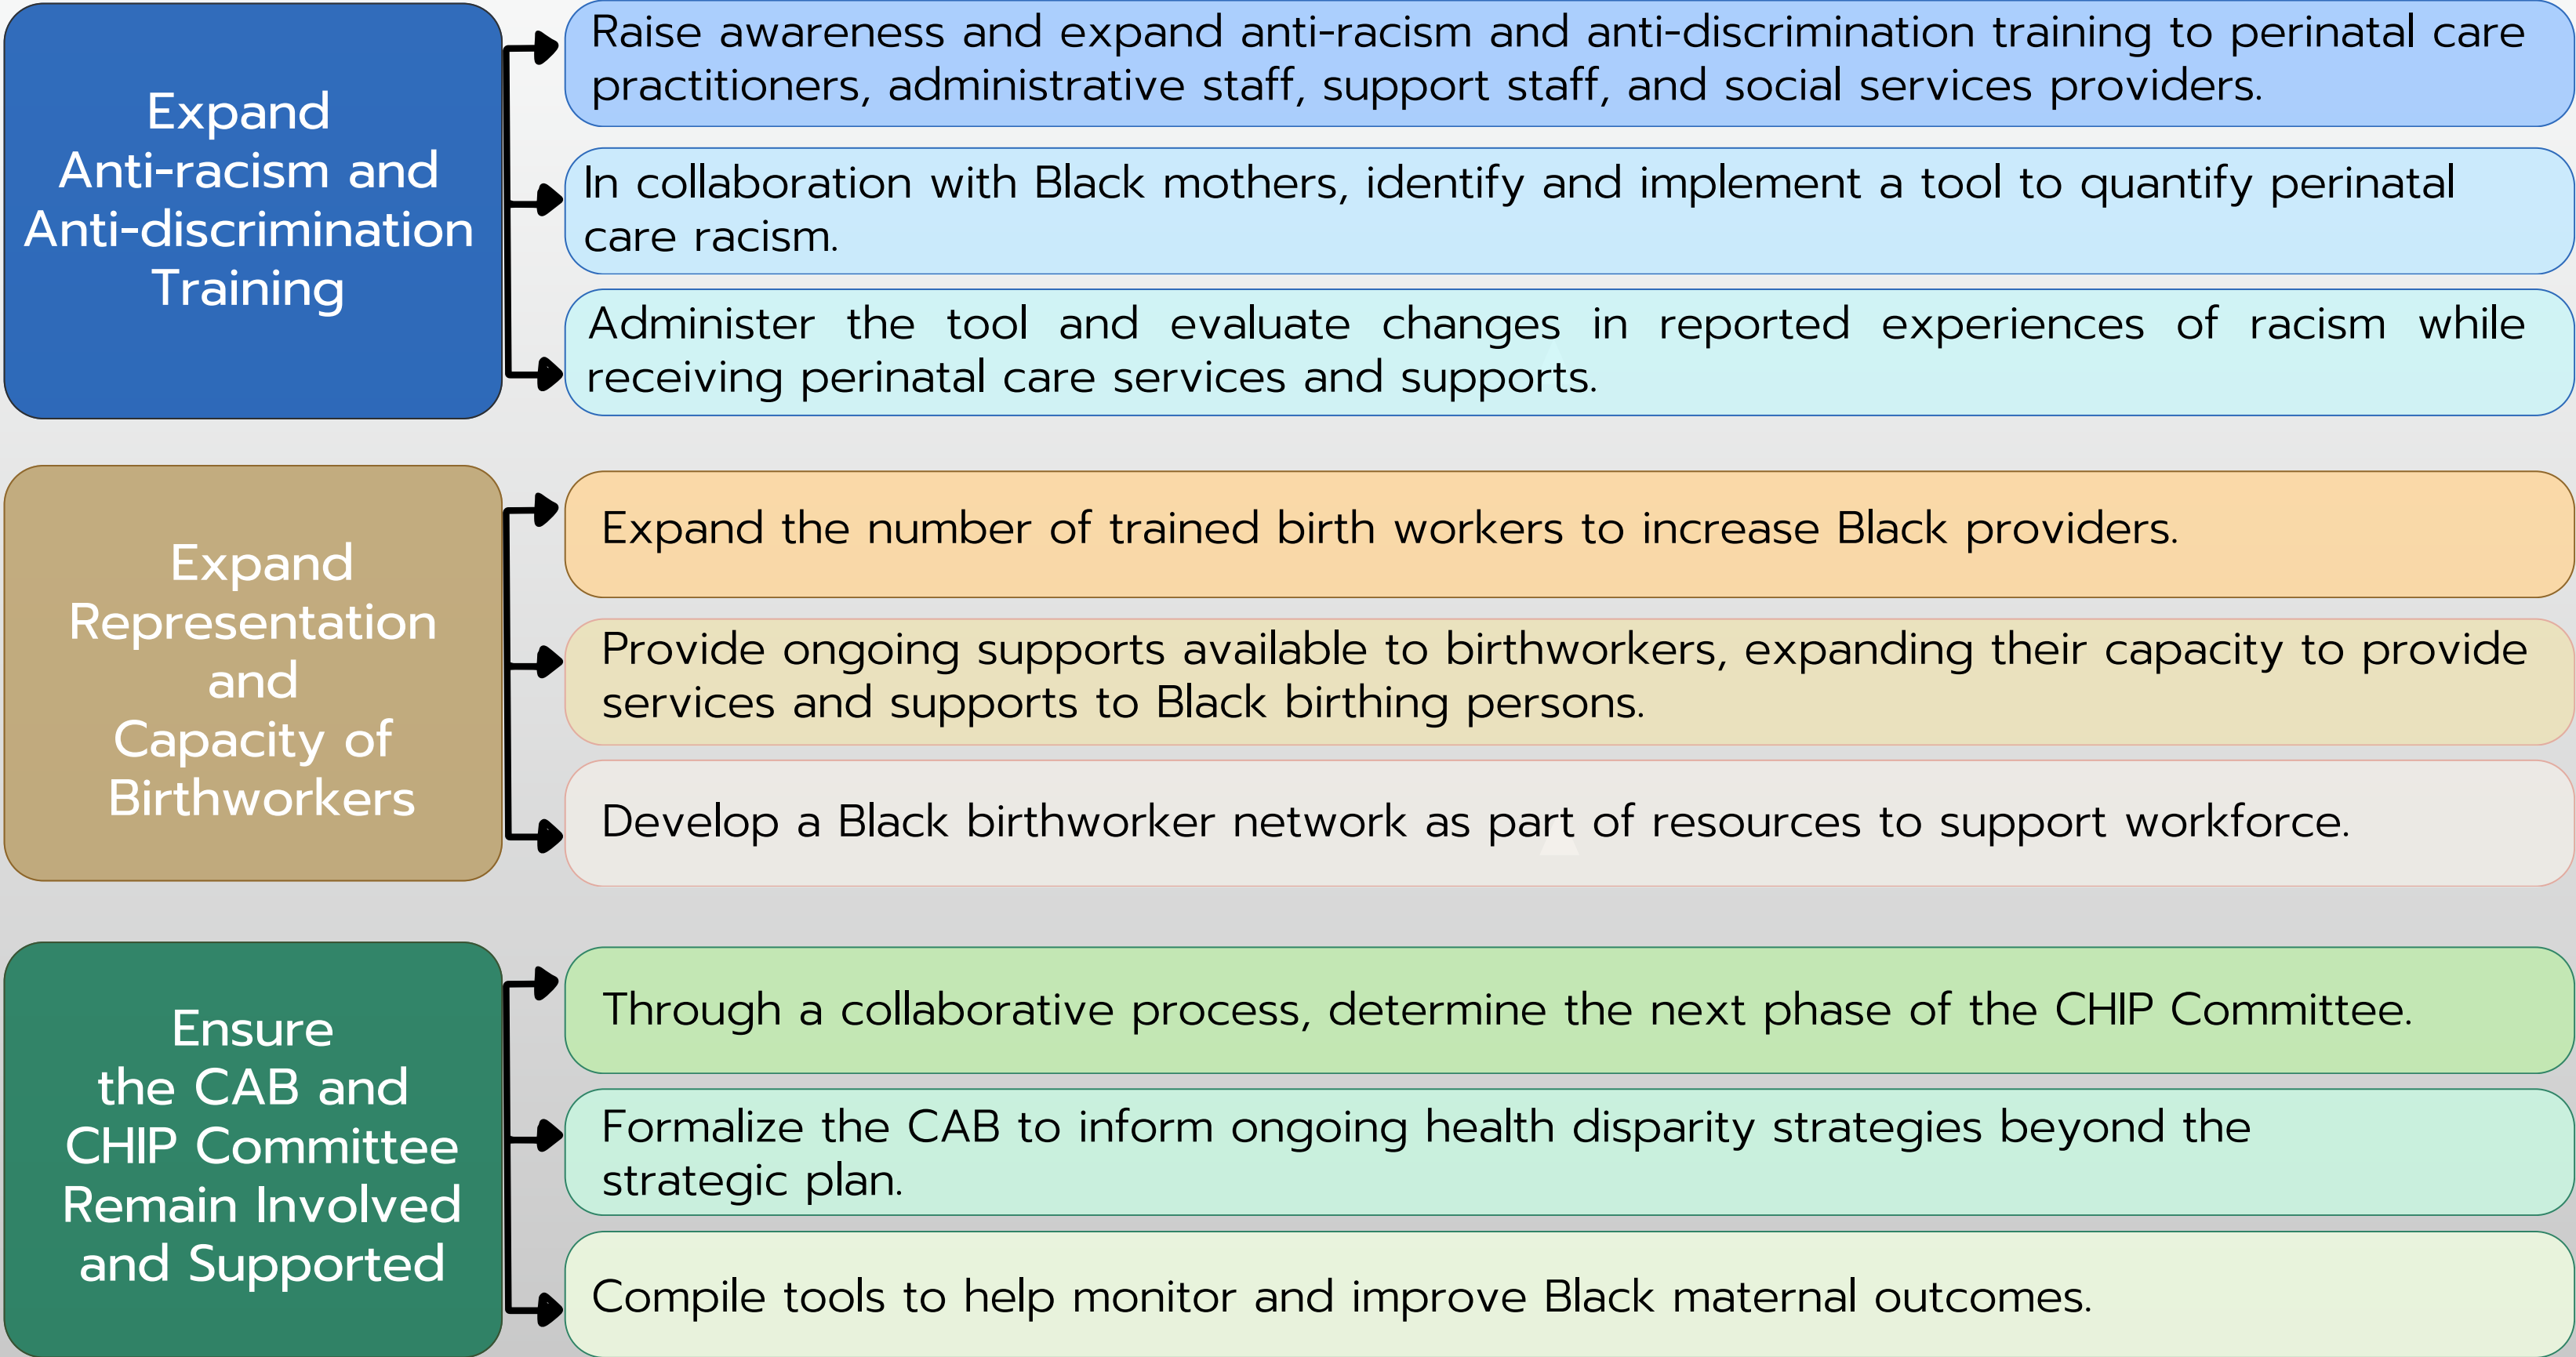 Expand
Anti-racism and
Anti-discrimination
Training
Raise awareness and expand anti-racism and anti-discrimination training to perinatal care
practitioners, administrative staff, support staff, and social services providers.
In collaboration with Black mothers, identify and implement a tool to quantify perinatal
care racism.
Administer the tool and evaluate changes in reported experiences of racism while
receiving perinatal care services and supports.
Expand
Representation
and
Capacity of
Birthworkers
Expand the number of trained birth workers to increase Black providers.
Provide ongoing supports available to birthworkers, expanding their capacity to provide
services and supports to Black birthing persons.
Develop a Black birthworker network as part of resources to support workforce.
Ensure
the CAB and
CHIP Committee
Remain Involved
and Supported
Through a collaborative process, determine the next phase of the CHIP Committee.
Formalize the CAB to inform ongoing health disparity strategies beyond the
strategic plan.
Compile tools to help monitor and improve Black maternal outcomes.